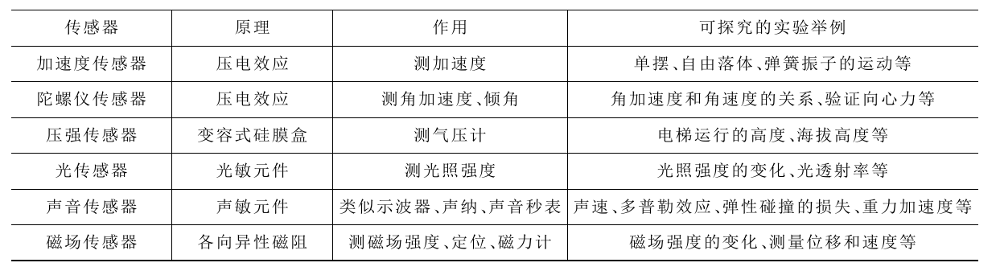 传感器 原理 作用 可探究的实验举例
加速度传感器 压电效应 测加速度 单摆、自由落体、弹簧振子的运动等
陀螺仪传感器 压电效应 测角加速度、倾角 角加速度和角速度的关系、验证向心力等
压强传感器 变容式硅膜盒 测气压计 电梯运行的高度、海拔高度等
光传感器 光敏元件 测光照强度 光照强度的变化、光透射率等
声音传感器 声敏元件 类似示波器、声纳、声音秒表 声速、多普勒效应、弹性碰撞的损失、重力加速度等
磁场传感器 各向异性磁阻 测磁场强度、定位、磁力计 磁场强度的变化、测量位移和速度等